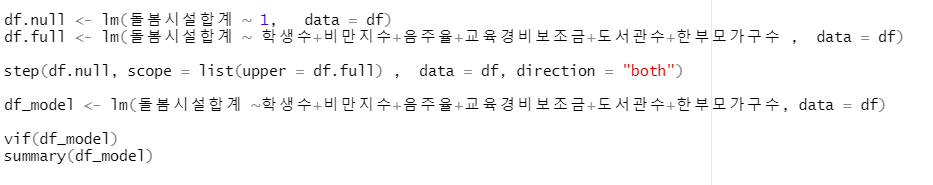 df.null <- lm(돌봄시설합계 ~ 1,   data = df)
df.full <- lm(돌봄시설합계 ~ 학생수+비만지수+음주율+교육경비보조금+도서관수+한부모가구수 ,  data = df)
step(df.null, scope = list(upper = df.full) ,  data = df, direction = "both")
df_model <- lm(돌봄시설합계 ~학생수+비만지수+음주율+교육경비보조금+도서관수+한부모가구수, data = df)
vif(df_model)
summary(df_model)